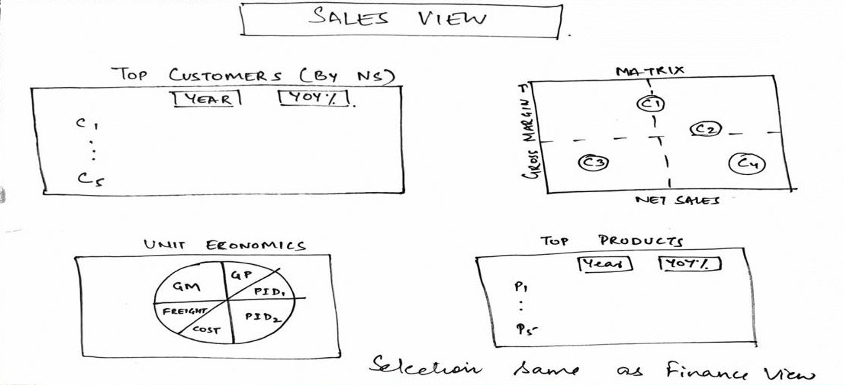 SALES VIEW
TOP CUSTOMERS (BY NS)
YEAR YOY%
C1
C5
MATRIX
GROSS MARGIN →
C1
C2
C3
C4
NET SALES
UNIT ECONOMICS
GM
GP
PID1
FREIGHT
PID2
COST
TOP PRODUCTS
Year YOY%
P1
P5
Selection same as Finance View